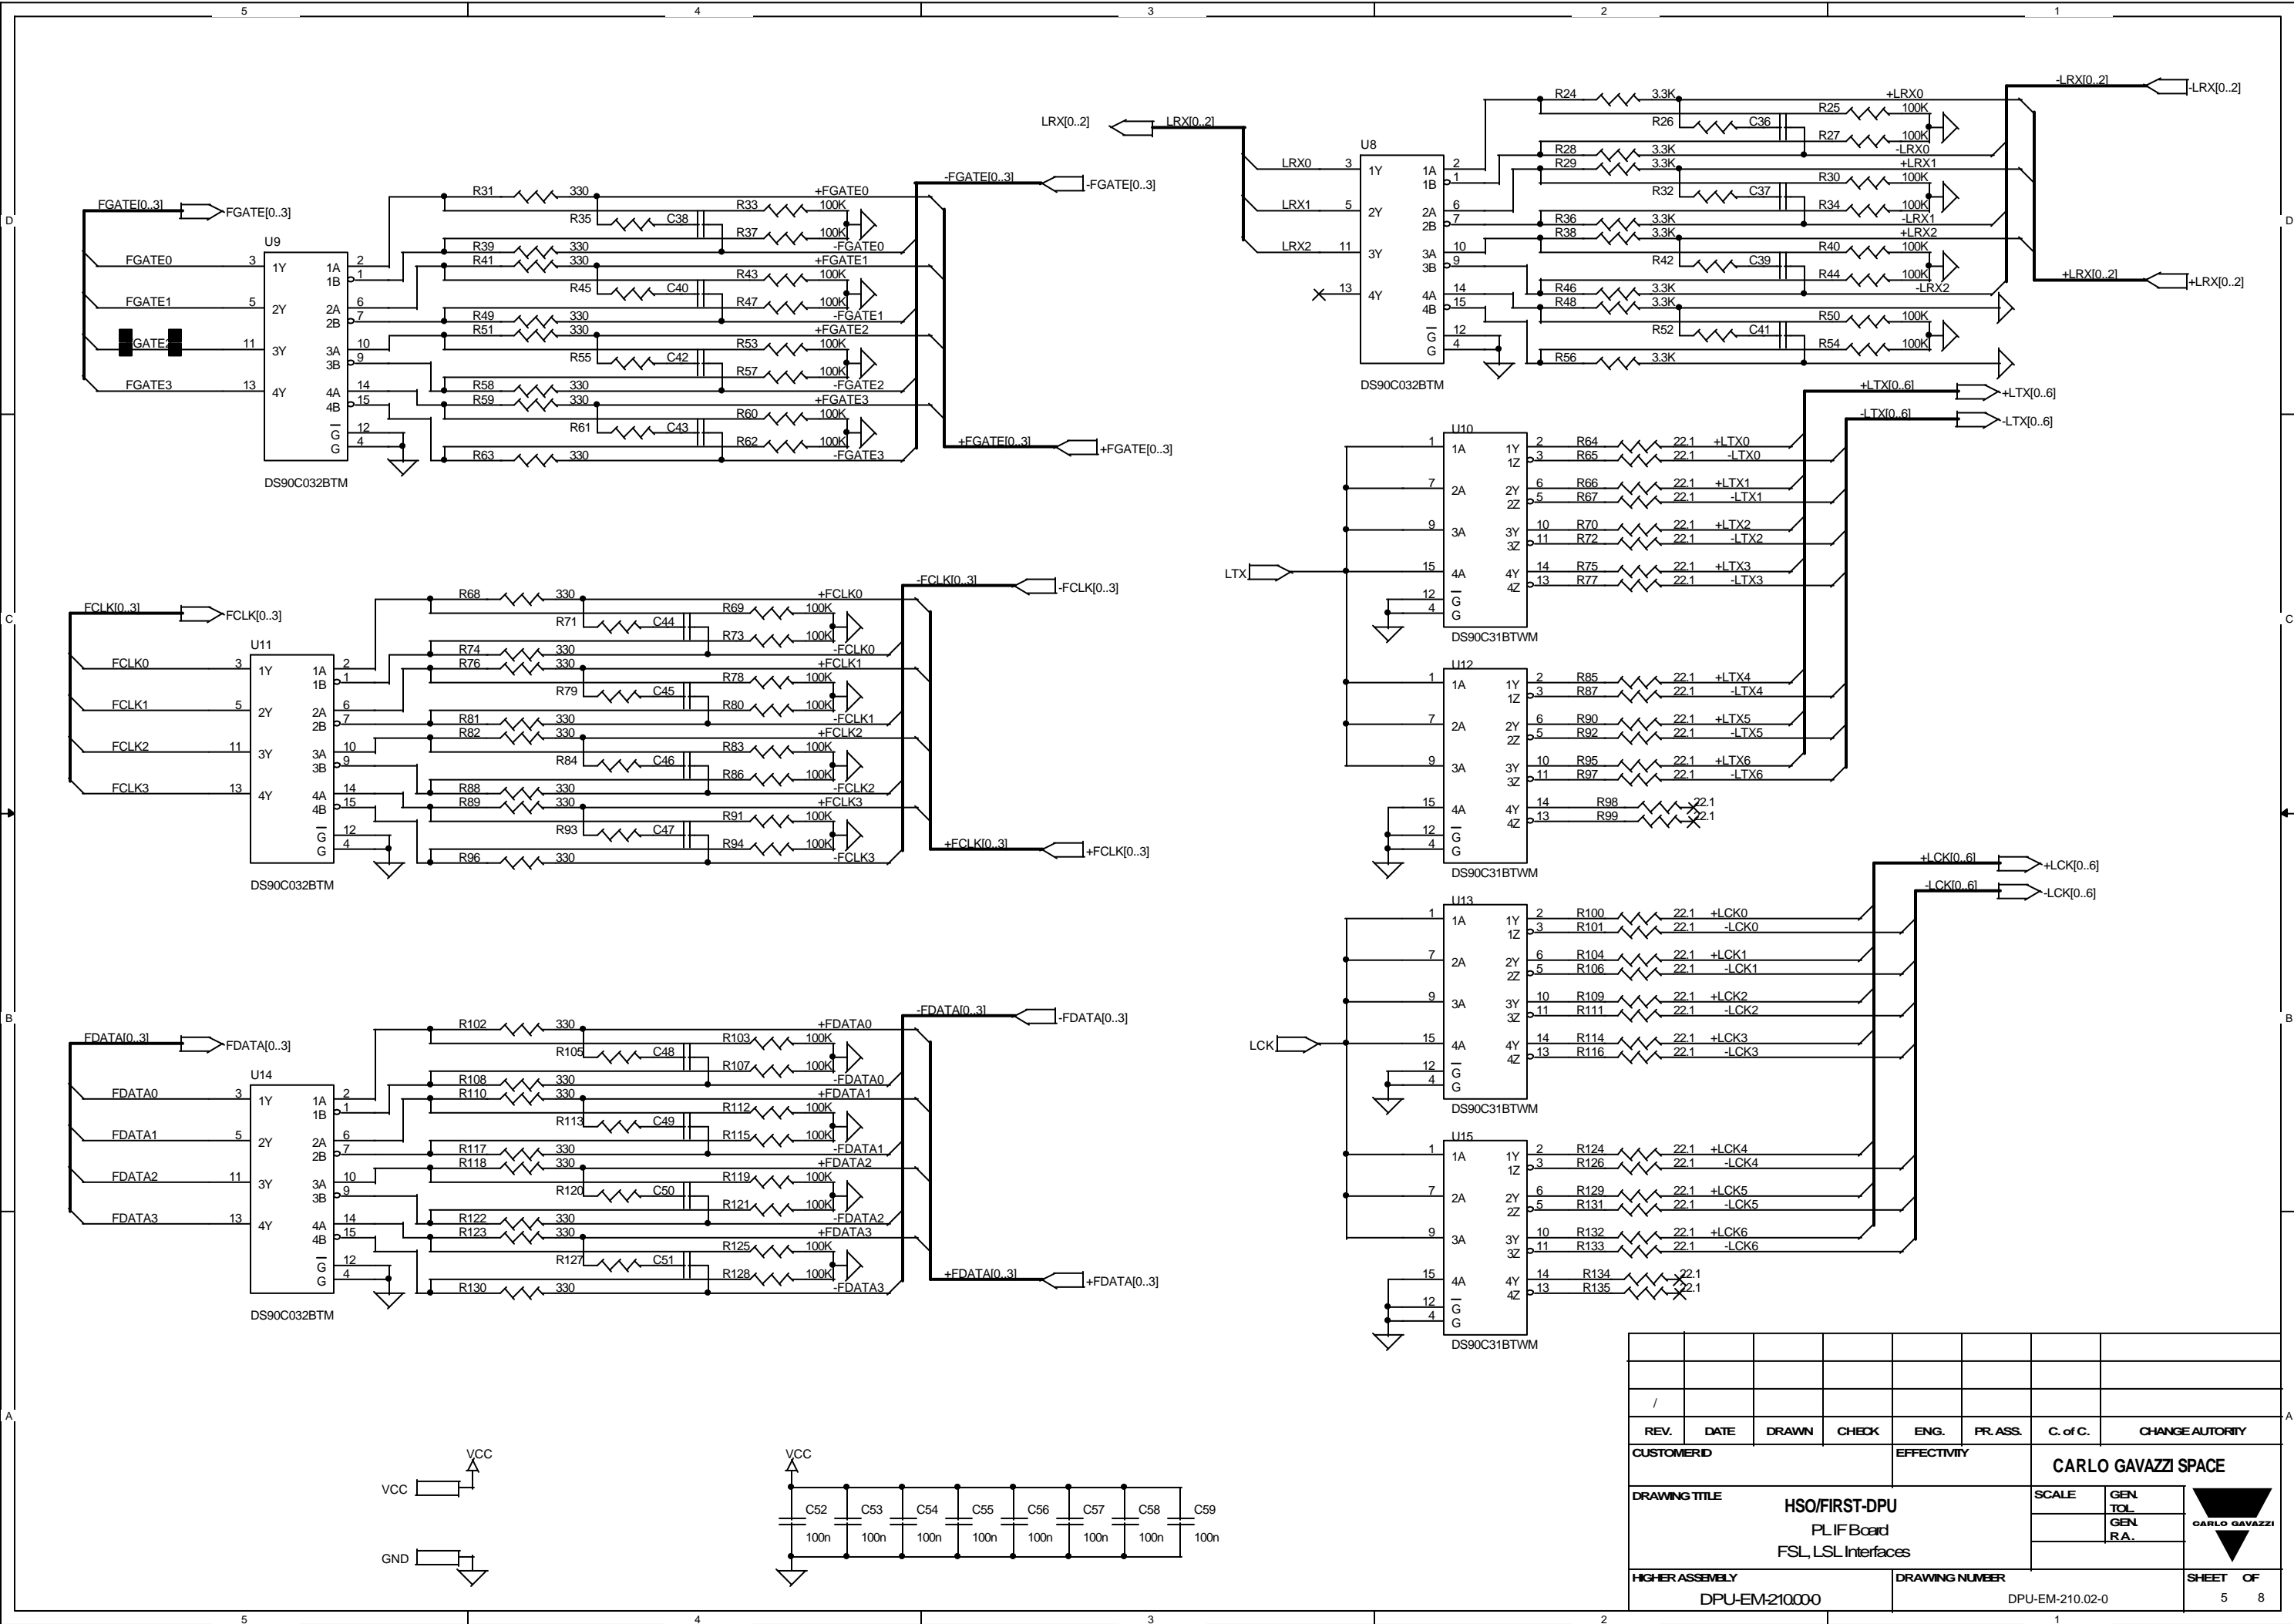 5 4 3 2 1
D
C
B
A
FGATE[0..3] FGATE[0..3]
U9
FGATE0 3 1Y 1A 2
1B 1
FGATE1 5 2Y 2A 6
2B 7
GATE2 11 3Y 3A 10
3B 9
FGATE3 13 4Y 4A 14
4B 15
G 12
G 4
DS90C032BTM
R31 330 +FGATE0
R33 100K
R35 C38
R37 100K
R39 330 -FGATE0
R41 330 +FGATE1
R43 100K
R45 C40
R47 100K
R49 330 -FGATE1
R51 330 +FGATE2
R53 100K
R55 C42
R57 100K
R58 330 -FGATE2
R59 330 +FGATE3
R60 100K
R61 C43
R62 100K
R63 330 -FGATE3
-FGATE[0..3] -FGATE[0..3]
+FGATE[0..3] +FGATE[0..3]
FCLK[0..3] FCLK[0..3]
U11
FCLK0 3 1Y 1A 2
1B 1
FCLK1 5 2Y 2A 6
2B 7
FCLK2 11 3Y 3A 10
3B 9
FCLK3 13 4Y 4A 14
4B 15
G 12
G 4
DS90C032BTM
R68 330 +FCLK0
R69 100K
R71 C44
R73 100K
R74 330 -FCLK0
R76 330 +FCLK1
R78 100K
R79 C45
R80 100K
R81 330 -FCLK1
R82 330 +FCLK2
R83 100K
R84 C46
R86 100K
R88 330 -FCLK2
R89 330 +FCLK3
R91 100K
R93 C47
R94 100K
R96 330 -FCLK3
-FCLK[0..3] -FCLK[0..3]
+FCLK[0..3] +FCLK[0..3]
FDATA[0..3] FDATA[0..3]
U14
FDATA0 3 1Y 1A 2
1B 1
FDATA1 5 2Y 2A 6
2B 7
FDATA2 11 3Y 3A 10
3B 9
FDATA3 13 4Y 4A 14
4B 15
G 12
G 4
DS90C032BTM
R102 330 +FDATA0
R103 100K
R105 C48
R107 100K
R108 330 -FDATA0
R110 330 +FDATA1
R112 100K
R113 C49
R115 100K
R117 330 -FDATA1
R118 330 +FDATA2
R119 100K
R120 C50
R121 100K
R122 330 -FDATA2
R123 330 +FDATA3
R125 100K
R127 C51
R128 100K
R130 330 -FDATA3
-FDATA[0..3] -FDATA[0..3]
+FDATA[0..3] +FDATA[0..3]
VCC VCC
GND
VCC
C52 C53 C54 C55 C56 C57 C58 C59
100n 100n 100n 100n 100n 100n 100n 100n
LRX[0..2] LRX[0..2]
U8
LRX0 3 1Y 1A 2
1B 1
LRX1 5 2Y 2A 6
2B 7
LRX2 11 3Y 3A 10
3B 9
13 4Y 4A 14
4B 15
G 12
G 4
DS90C032BTM
R24 3.3K +LRX0
R25 100K
R26 C36
R27 100K
R28 3.3K -LRX0
R29 3.3K +LRX1
R30 100K
R32 C37
R34 100K
R36 3.3K -LRX1
R38 3.3K +LRX2
R40 100K
R42 C39
R44 100K
R46 3.3K -LRX2
R48 3.3K
R50 100K
R52 C41
R54 100K
R56 3.3K
-LRX[0..2] -LRX[0..2]
+LRX[0..2] +LRX[0..2]
+LTX[0..6] +LTX[0..6]
-LTX[0..6] -LTX[0..6]
LTX
U10
1 1A 1Y 2 R64 22.1 +LTX0
1Z 3 R65 22.1 -LTX0
7 2A 2Y 6 R66 22.1 +LTX1
2Z 5 R67 22.1 -LTX1
9 3A 3Y 10 R70 22.1 +LTX2
3Z 11 R72 22.1 -LTX2
15 4A 4Y 14 R75 22.1 +LTX3
4Z 13 R77 22.1 -LTX3
12 G
4 G
DS90C31BTWM
U12
1 1A 1Y 2 R85 22.1 +LTX4
1Z 3 R87 22.1 -LTX4
7 2A 2Y 6 R90 22.1 +LTX5
2Z 5 R92 22.1 -LTX5
9 3A 3Y 10 R95 22.1 +LTX6
3Z 11 R97 22.1 -LTX6
15 4A 4Y 14 R98 22.1
4Z 13 R99 22.1
12 G
4 G
DS90C31BTWM
+LCK[0..6] +LCK[0..6]
-LCK[0..6] -LCK[0..6]
LCK
U13
1 1A 1Y 2 R100 22.1 +LCK0
1Z 3 R101 22.1 -LCK0
7 2A 2Y 6 R104 22.1 +LCK1
2Z 5 R106 22.1 -LCK1
9 3A 3Y 10 R109 22.1 +LCK2
3Z 11 R111 22.1 -LCK2
15 4A 4Y 14 R114 22.1 +LCK3
4Z 13 R116 22.1 -LCK3
12 G
4 G
DS90C31BTWM
U15
1 1A 1Y 2 R124 22.1 +LCK4
1Z 3 R126 22.1 -LCK4
7 2A 2Y 6 R129 22.1 +LCK5
2Z 5 R131 22.1 -LCK5
9 3A 3Y 10 R132 22.1 +LCK6
3Z 11 R133 22.1 -LCK6
15 4A 4Y 14 R134 22.1
4Z 13 R135 22.1
12 G
4 G
DS90C31BTWM
/
REV. DATE DRAWN CHECK ENG. PR. ASS. C. of C. CHANGE AUTORITY
CUSTOMER ID EFFECTIVITY CARLO GAVAZZI SPACE
DRAWING TITLE SCALE GEN. TOL.
GEN. R.A.
HSO/FIRST-DPU
PL IF Board
FSL, LSL Interfaces
CARLO GAVAZZI
HIGHER ASSEMBLY DRAWING NUMBER SHEET OF
DPU-EM-210.00-0 DPU-EM-210.02-0 5 8
D
C
B
A
5 4 3 2 1